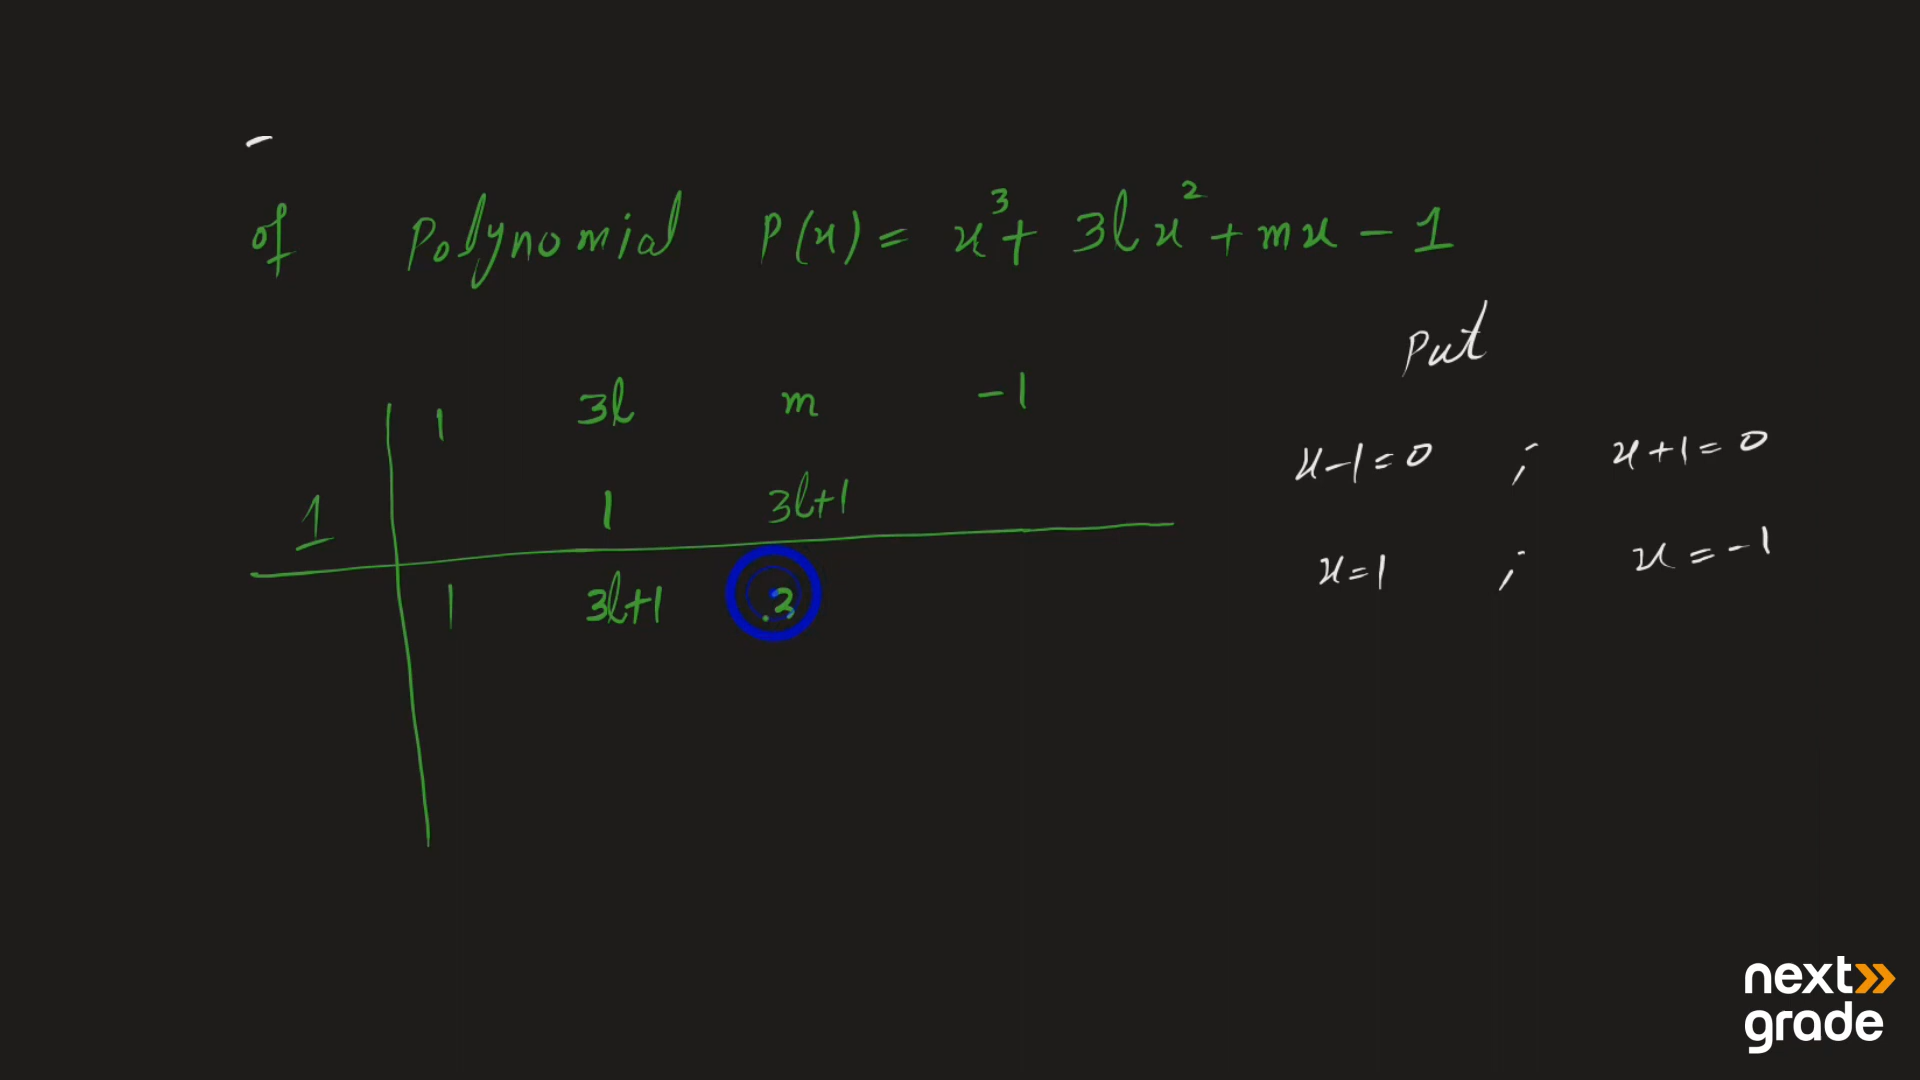 of Polynomial P(x) = x³ + 3lx² + mx - 1
Put
1 3l m -1
x-1=0 ; x+1=0
1 1 3l+1
x=1 ; x=-1
1 3l+1 3
next
grade